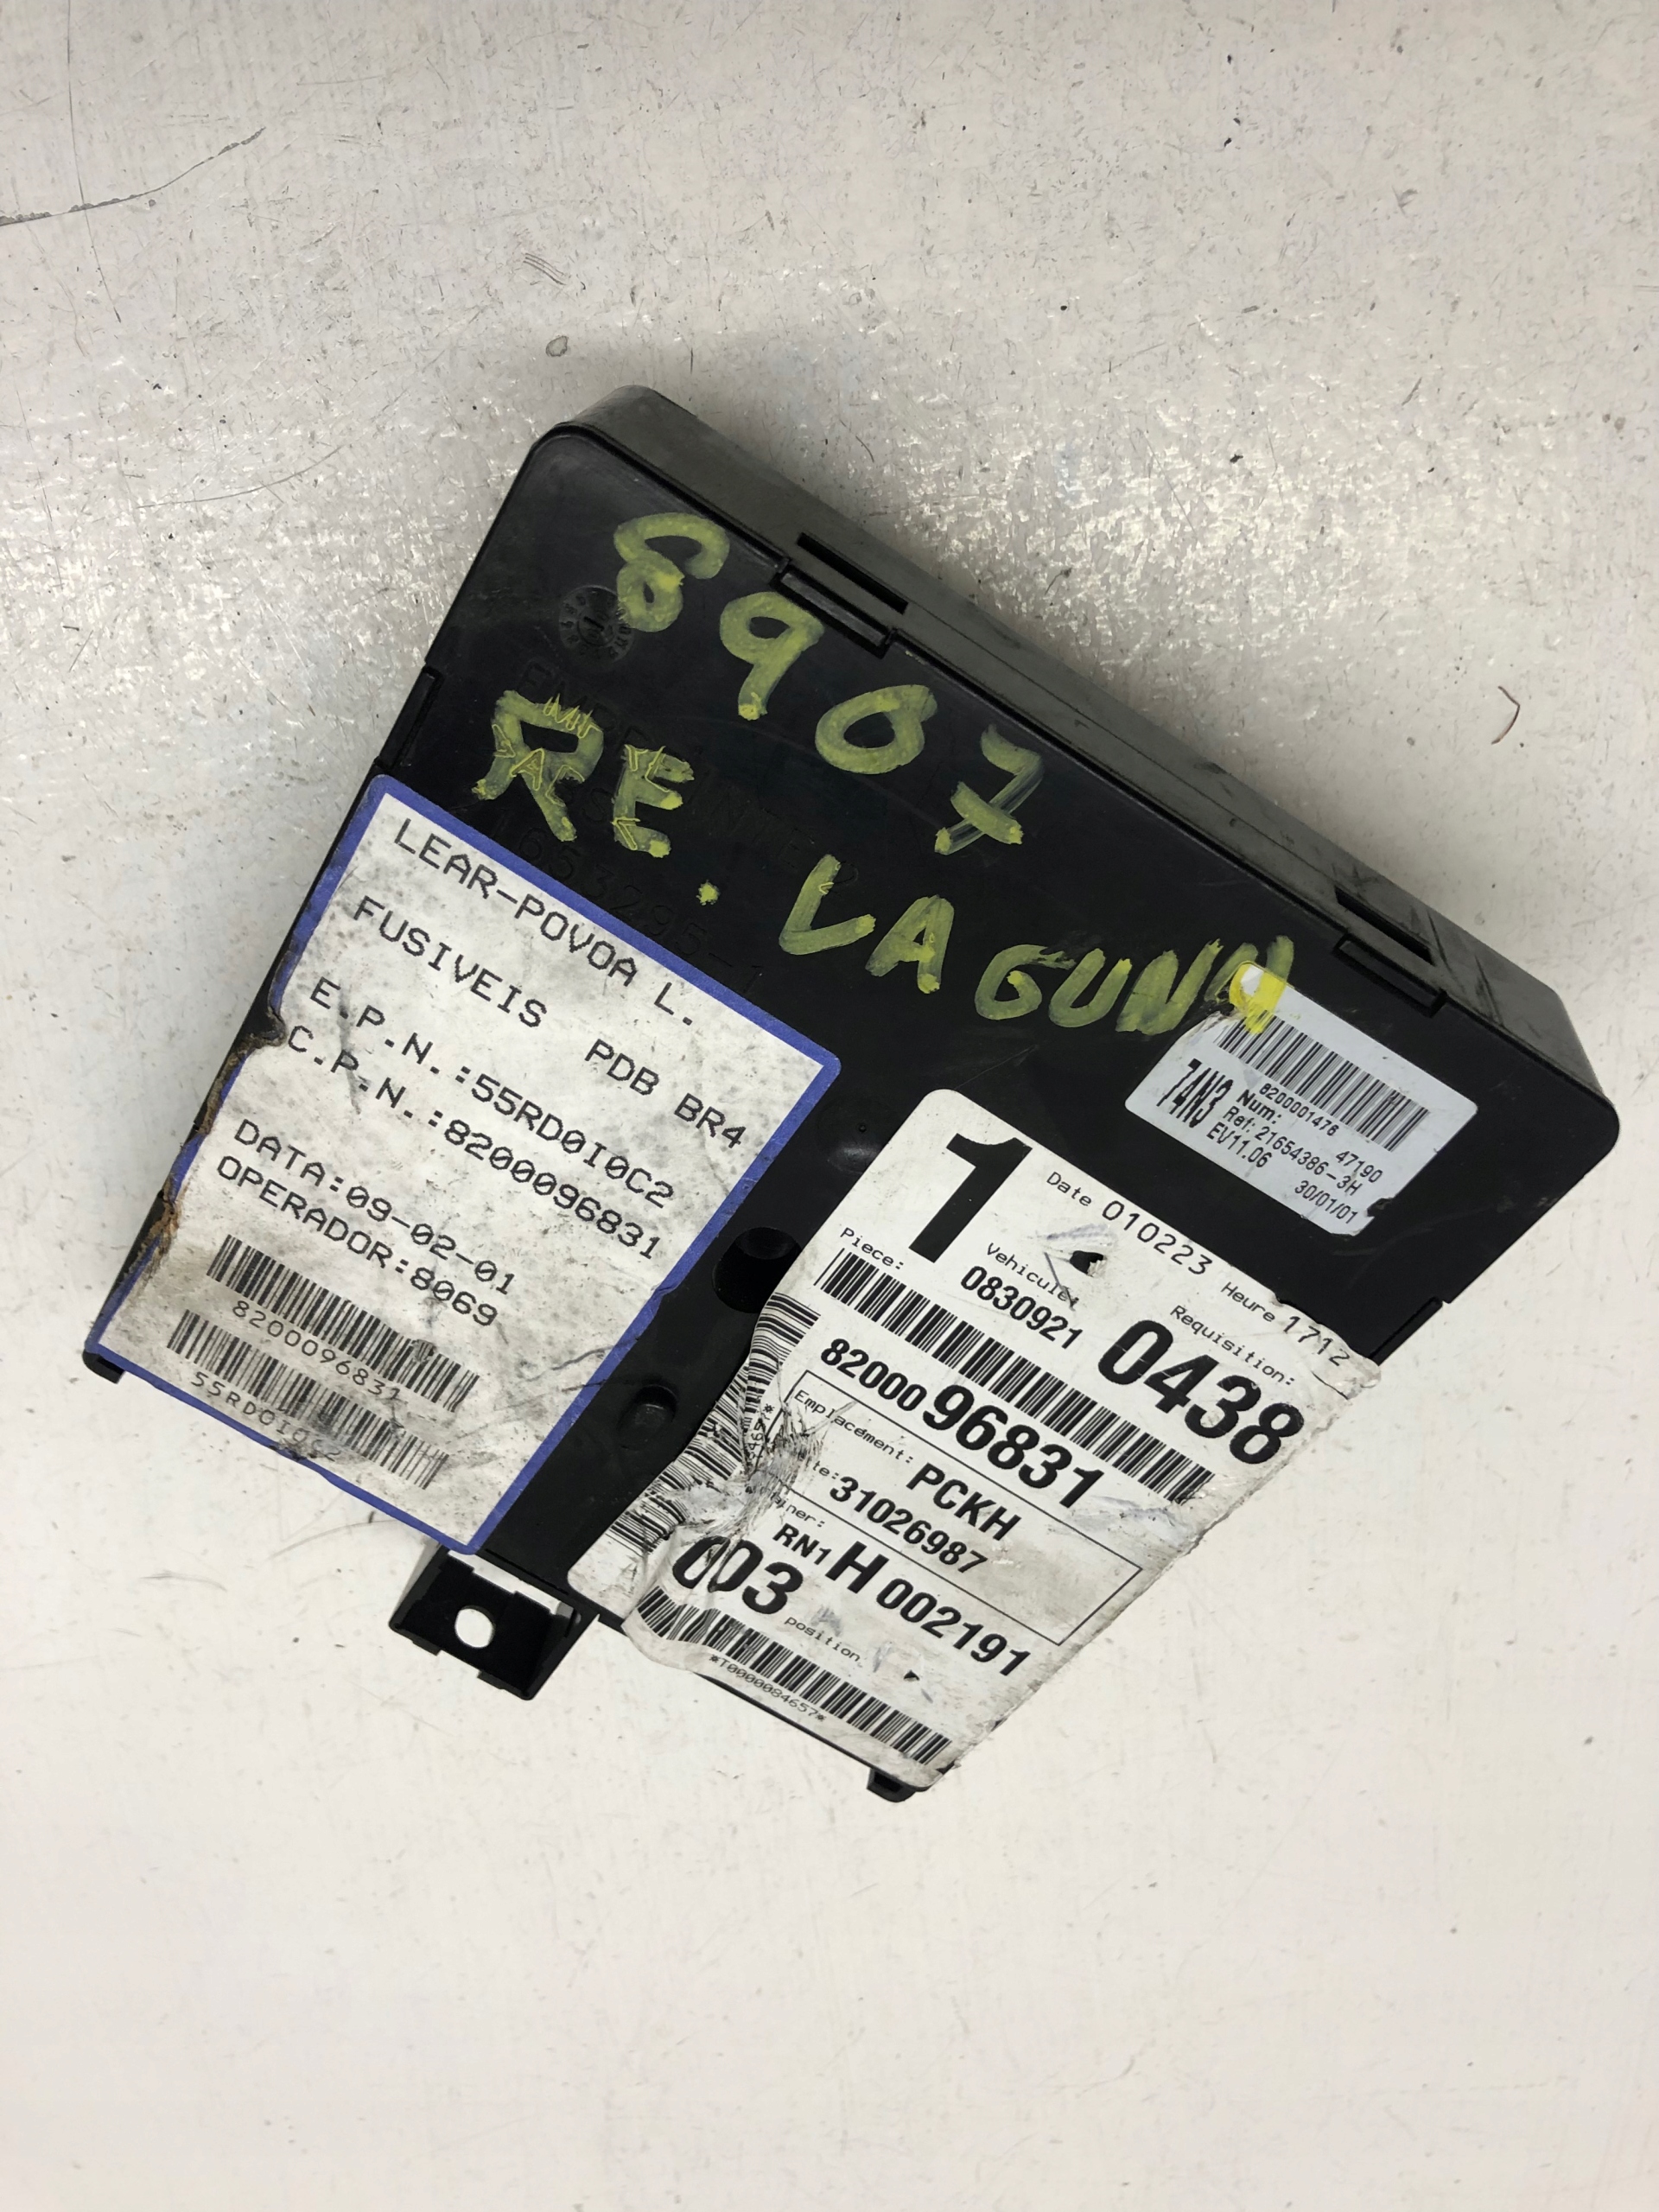 8907
RE. LAGUNA
LEAR-POVOA L.
FUSIVEIS PDB BR4
E.P.N.:55RD0I0C2
C.P.N.:8200096831
DATA:09-02-01
OPERADOR:8069
8200096831
55RD0I0C2
8200001476
74N3
Num: 47190
Ref: 21654386-3H
EV11.06 30/01/01
1
Date 010223 Heure 1712
Vehicule:
0830921
Requisition:
0438
Piece:
8200096831
Emplacement: PCKH
31026987
RN1 H 002191
003
position
*T0000084657*